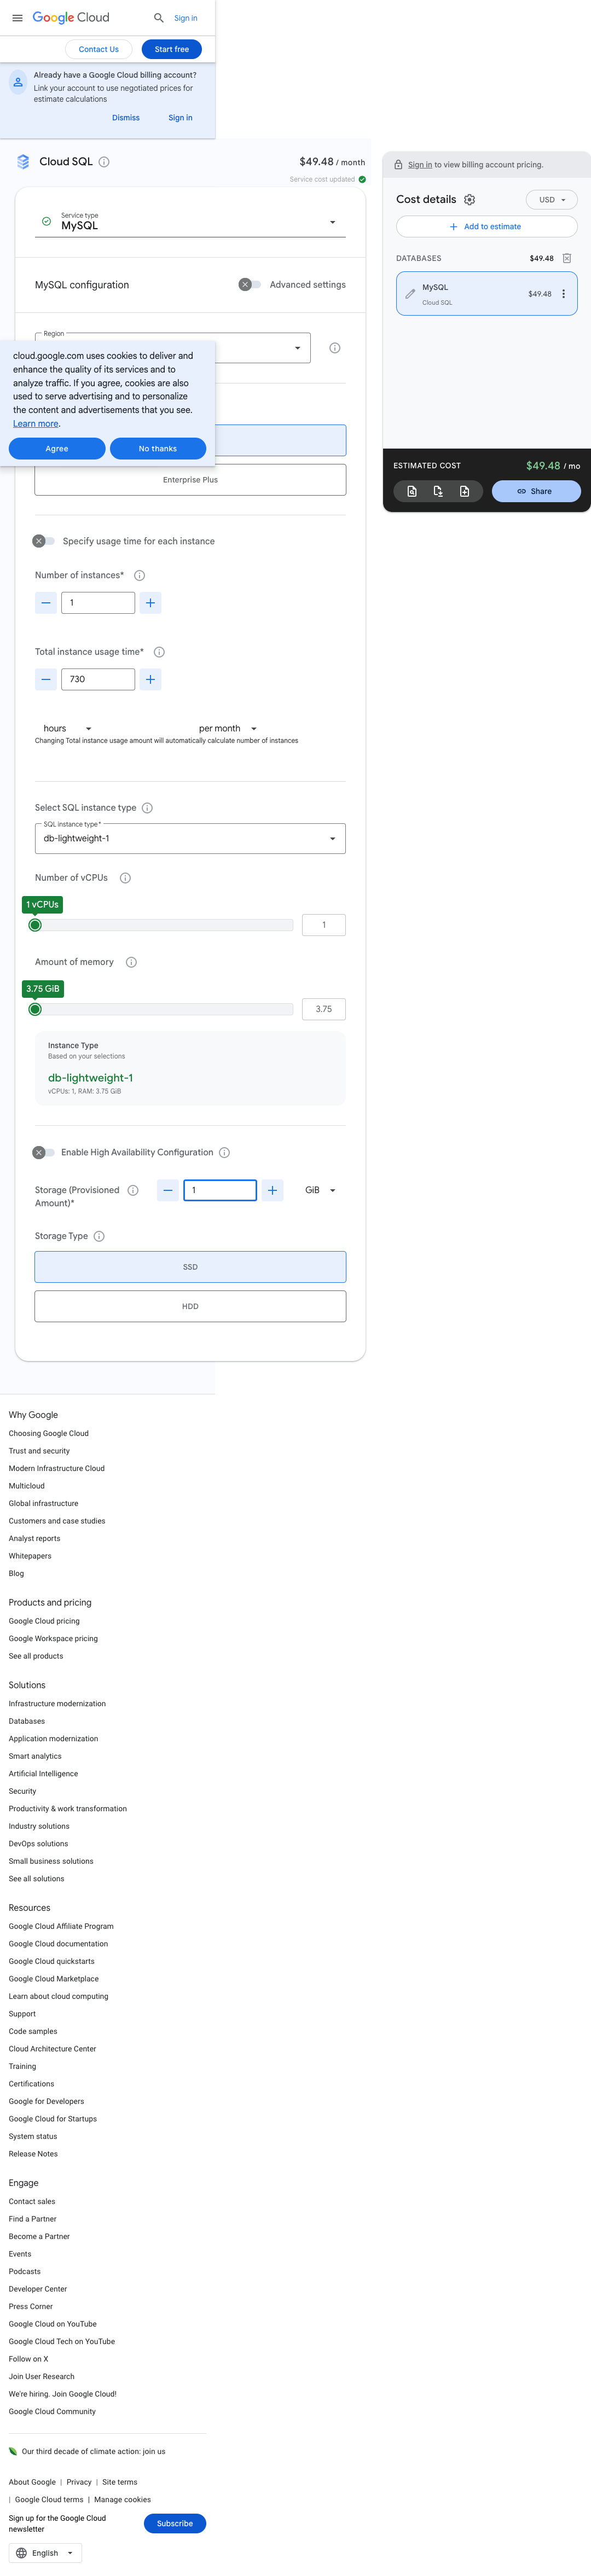 Google Cloud
Sign in
Contact Us
Start free
Already have a Google Cloud billing account?
Link your account to use negotiated prices for
estimate calculations
Dismiss
Sign in
Cloud SQL
$49.48 / month
Service cost updated
Service type
MySQL
MySQL configuration
Advanced settings
Region
cloud.google.com uses cookies to deliver and
enhance the quality of its services and to
analyze traffic. If you agree, cookies are also
used to serve advertising and to personalize
the content and advertisements that you see.
Learn more.
Agree
No thanks
Enterprise Plus
Specify usage time for each instance
Number of instances*
1
Total instance usage time*
730
hours
per month
Changing Total instance usage amount will automatically calculate number of instances
Select SQL instance type
SQL instance type*
db-lightweight-1
Number of vCPUs
1 vCPUs
1
Amount of memory
3.75 GiB
3.75
Instance Type
Based on your selections
db-lightweight-1
vCPUs: 1, RAM: 3.75 GiB
Enable High Availability Configuration
Storage (Provisioned
Amount)*
1
GiB
Storage Type
SSD
HDD
Sign in to view billing account pricing.
Cost details
USD
Add to estimate
DATABASES
$49.48
MySQL
Cloud SQL
$49.48
ESTIMATED COST
$49.48 / mo
Share
Why Google
Choosing Google Cloud
Trust and security
Modern Infrastructure Cloud
Multicloud
Global infrastructure
Customers and case studies
Analyst reports
Whitepapers
Blog
Products and pricing
Google Cloud pricing
Google Workspace pricing
See all products
Solutions
Infrastructure modernization
Databases
Application modernization
Smart analytics
Artificial Intelligence
Security
Productivity & work transformation
Industry solutions
DevOps solutions
Small business solutions
See all solutions
Resources
Google Cloud Affiliate Program
Google Cloud documentation
Google Cloud quickstarts
Google Cloud Marketplace
Learn about cloud computing
Support
Code samples
Cloud Architecture Center
Training
Certifications
Google for Developers
Google Cloud for Startups
System status
Release Notes
Engage
Contact sales
Find a Partner
Become a Partner
Events
Podcasts
Developer Center
Press Corner
Google Cloud on YouTube
Google Cloud Tech on YouTube
Follow on X
Join User Research
We're hiring. Join Google Cloud!
Google Cloud Community
Our third decade of climate action: join us
About Google | Privacy | Site terms
| Google Cloud terms | Manage cookies
Sign up for the Google Cloud
newsletter
Subscribe
English